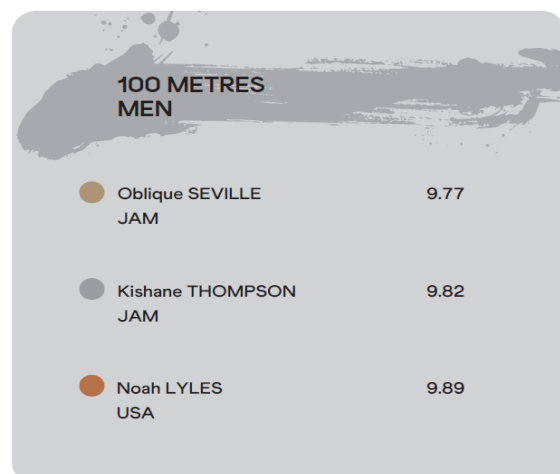 100 METRES
MEN
Oblique SEVILLE 9.77
JAM
Kishane THOMPSON 9.82
JAM
Noah LYLES 9.89
USA